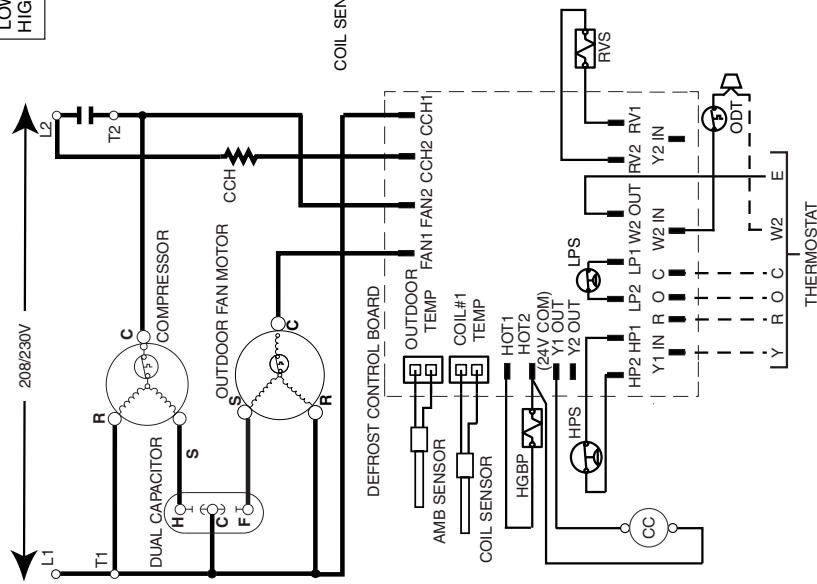 LOW
HIG
COIL SEN
208/230V
L1
L2
T1
T2
CCH
COMPRESSOR
R
C
S
OUTDOOR FAN MOTOR
S
C
R
DUAL CAPACITOR
H
C
F
DEFROST CONTROL BOARD
FAN1 FAN2 CCH2 CCH1
OUTDOOR
TEMP
AMB SENSOR
COIL#1
TEMP
COIL SENSOR
HOT1
HOT2
(24V COM)
Y1 OUT
Y2 OUT
HGBP
HPS
CC
LPS
RVS
ODT
HP2 HP1 LP2 LP1 W2 OUT RV2 RV1
Y1 IN R O C W2 IN Y2 IN
Y R O C W2 E
THERMOSTAT